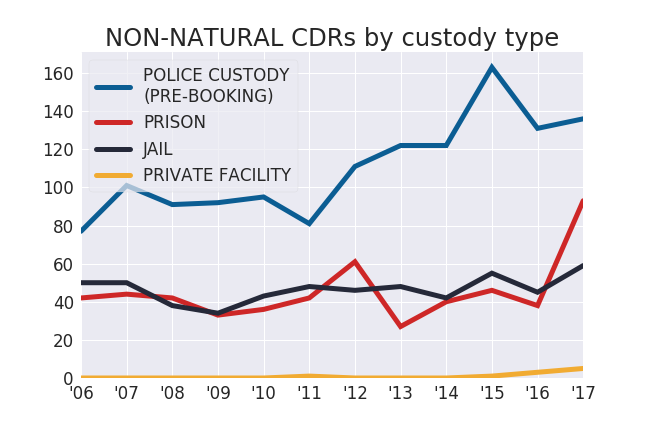 NON-NATURAL CDRs by custody type
160
140
120
100
80
60
40
20
0
POLICE CUSTODY
(PRE-BOOKING)
PRISON
JAIL
PRIVATE FACILITY
'06 '07 '08 '09 '10 '11 '12 '13 '14 '15 '16 '17